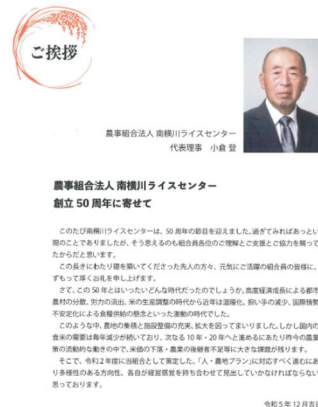 ご挨拶
農事組合法人 南横川ライスセンター
代表理事　小倉 登
農事組合法人 南横川ライスセンター
創立 50 周年に寄せて
このたび南横川ライスセンターは、50 周年の節目を迎えました。過ぎてみればあっとい
間のことでありましたが、そう思えるのも組合員各位のご理解とご支援とご協力を賜って
たからだと思います。
この長きにわたり礎を築いてくださった先人の方々、元気にご活躍の組合員の皆様に、
ずもって厚くお礼を申し上げます。
さて、この 50 年とはいったいどんな時代だったのでしょうか。高度経済成長による都市
農村の分散、労力の流出、米の生産調整の時代から近年は温暖化、担い手の減少、国際情勢
不安定化による食糧供給の懸念といった激動の時代でした。
このような中、農地の集積と施設整備の充実、拡大を図ってまいりました。しかし国内の
食米の需要は毎年減少が続いており、次なる 10 年・20 年へと進めるにあたり昨今の農業
策の流動的な動きの中で、米価の下落・農業の後継者不足等に大きな課題が残ります。
そこで、令和 2 年度に当組合として策定した、「人・農地プラン」に対応すべく進むにあ
り多様性のある方向性、各自が経営感覚を持ち合わせて見出していかなければならない
思っております。
令和 5 年 12 月吉日